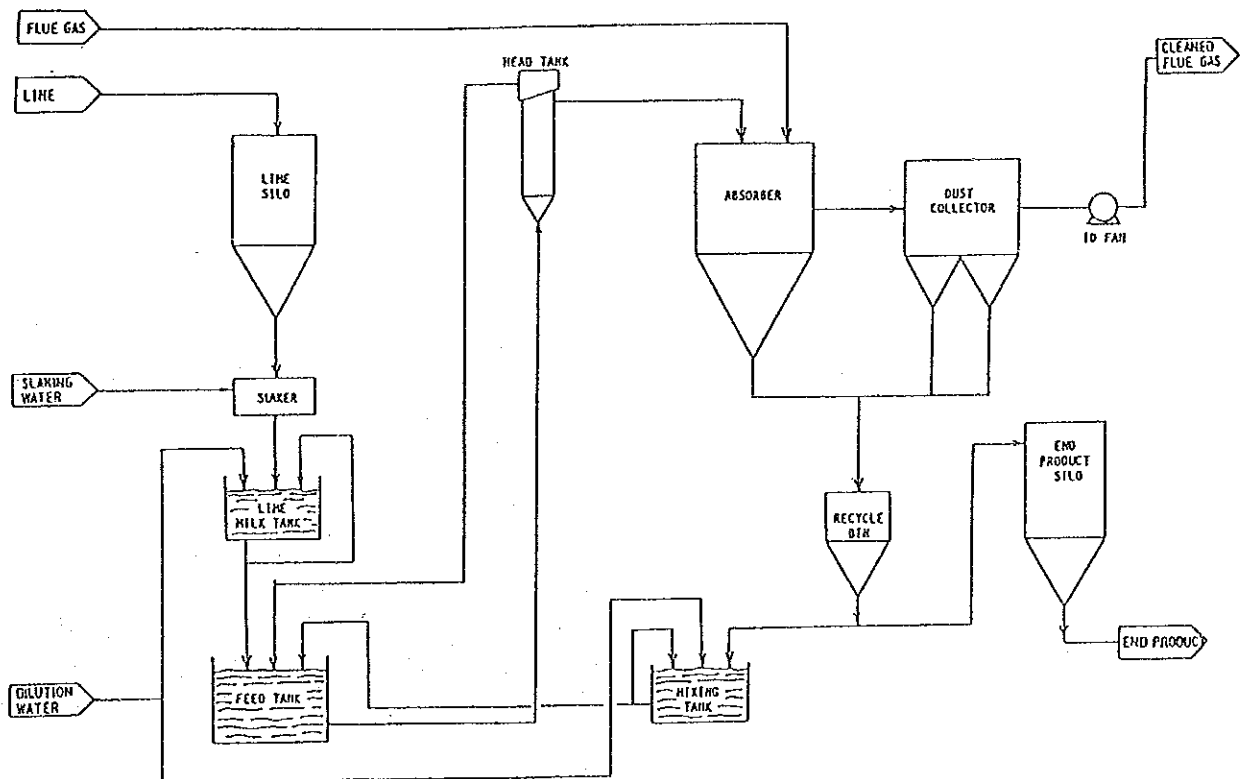 FLUE GAS
CLEANED
FLUE GAS
HEAD TANK
LIME
LIME
SILO
ABSORBER
DUST
COLLECTOR
ID FAN
SLAKING
WATER
SLAKER
END
PRODUCT
SILO
LIME
MILK TANK
RECYCLE
BIN
END PRODUCT
DILUTION
WATER
FEED TANK
MIXING
TANK